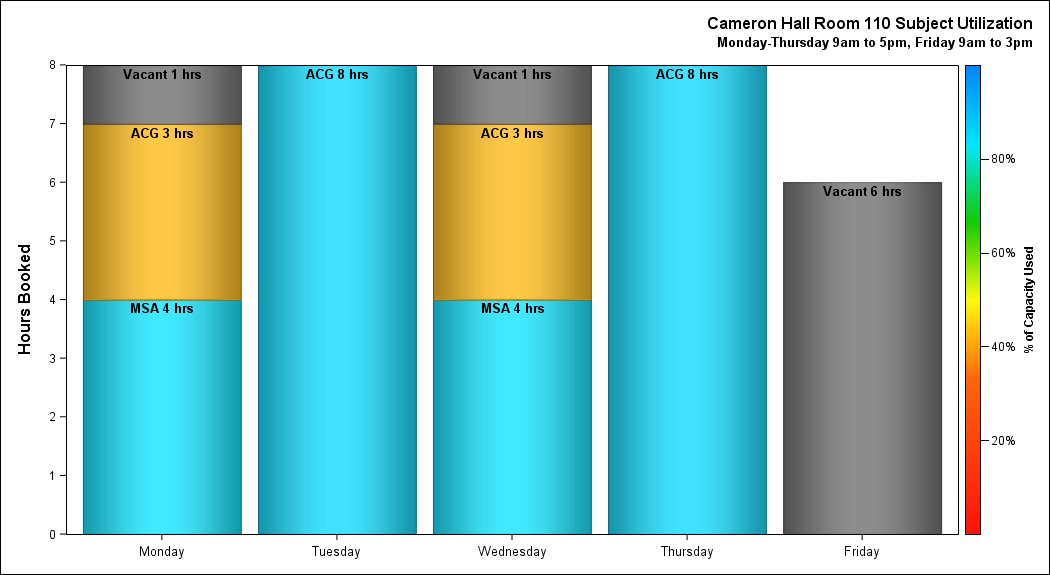 Cameron Hall Room 110 Subject Utilization
Monday-Thursday 9am to 5pm, Friday 9am to 3pm
Hours Booked
8
7
6
5
4
3
2
1
0
Vacant 1 hrs
ACG 3 hrs
MSA 4 hrs
ACG 8 hrs
Vacant 1 hrs
ACG 3 hrs
MSA 4 hrs
ACG 8 hrs
Vacant 6 hrs
Monday
Tuesday
Wednesday
Thursday
Friday
80%
60%
40%
20%
% of Capacity Used